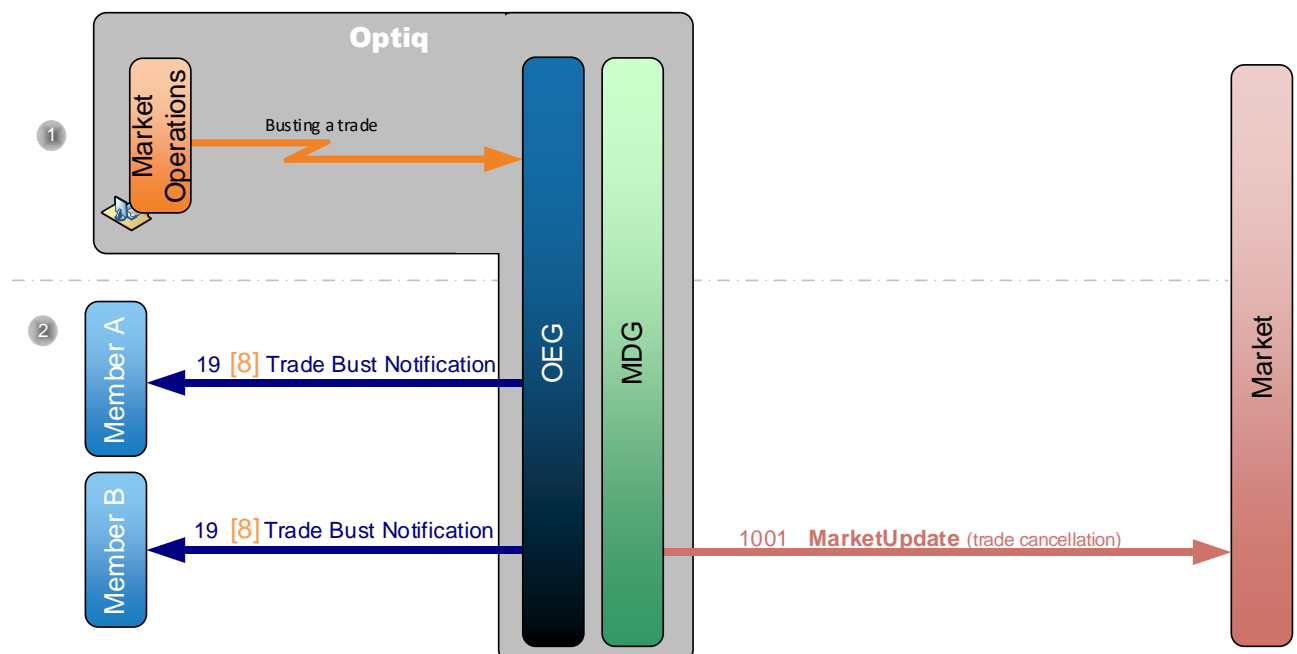 Optiq
1
Market
Operations
Busting a trade
OEG
MDG
Market
2
Member A
19 [8] Trade Bust Notification
Member B
19 [8] Trade Bust Notification
1001 MarketUpdate (trade cancellation)